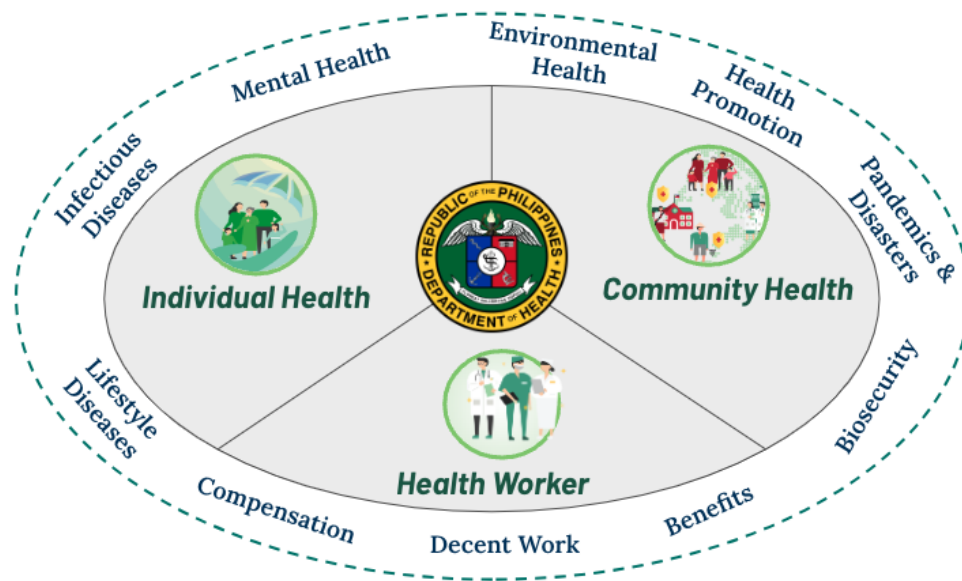 Mental Health
Environmental
Health
Health
Promotion
Infectious
Diseases
Pandemics &
Disasters
REPUBLIC OF THE PHILIPPINES
DEPARTMENT OF HEALTH
Individual Health
Community Health
Lifestyle
Diseases
Biosecurity
Health Worker
Compensation
Decent Work
Benefits